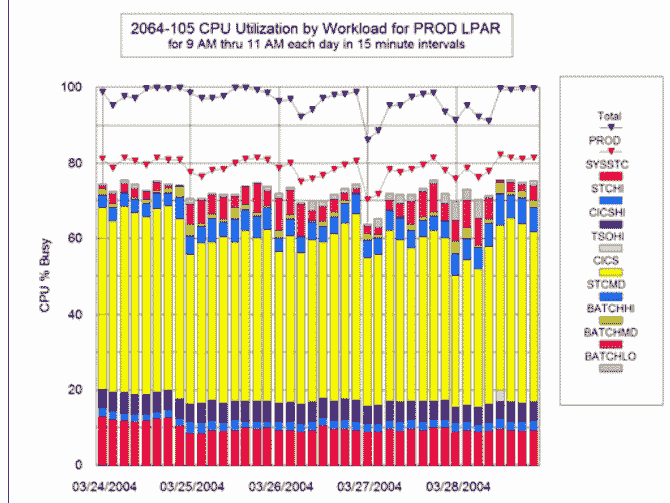 2064-105 CPU Utilization by Workload for PROD LPAR
for 9 AM thru 11 AM each day in 15 minute intervals
CPU % Busy
100
80
60
40
20
0
03/24/2004
03/25/2004
03/26/2004
03/27/2004
03/28/2004
Total
PROD
SYSSTC
STCHI
CICSHI
TSOHI
CICS
STCMD
BATCHHI
BATCHMD
BATCHLO